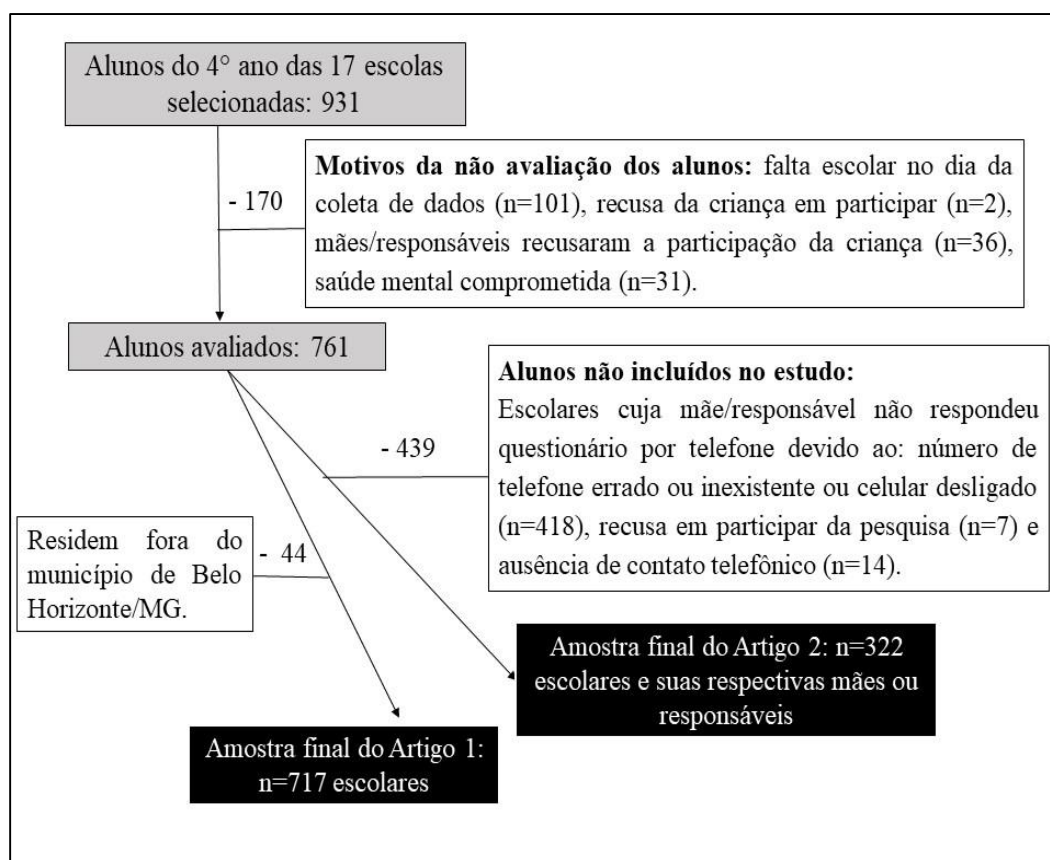 Alunos do 4° ano das 17 escolas
selecionadas: 931
- 170
Motivos da não avaliação dos alunos: falta escolar no dia da
coleta de dados (n=101), recusa da criança em participar (n=2),
mães/responsáveis recusaram a participação da criança (n=36),
saúde mental comprometida (n=31).
Alunos avaliados: 761
- 439
Alunos não incluídos no estudo:
Escolares cuja mãe/responsável não respondeu
questionário por telefone devido ao: número de
telefone errado ou inexistente ou celular desligado
(n=418), recusa em participar da pesquisa (n=7) e
ausência de contato telefônico (n=14).
Residem fora do
município de Belo
Horizonte/MG.
- 44
Amostra final do Artigo 2: n=322
escolares e suas respectivas mães ou
responsáveis
Amostra final do Artigo 1:
n=717 escolares